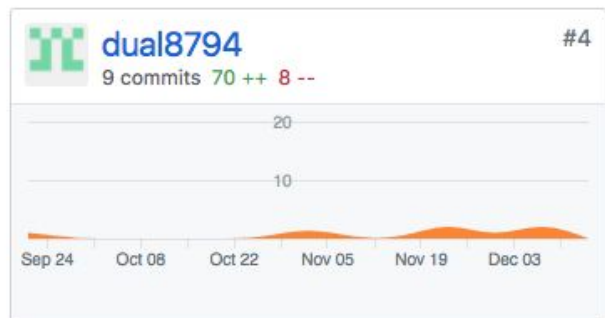 dual8794 #4
9 commits 70 ++ 8 --
20
10
Sep 24 Oct 08 Oct 22 Nov 05 Nov 19 Dec 03